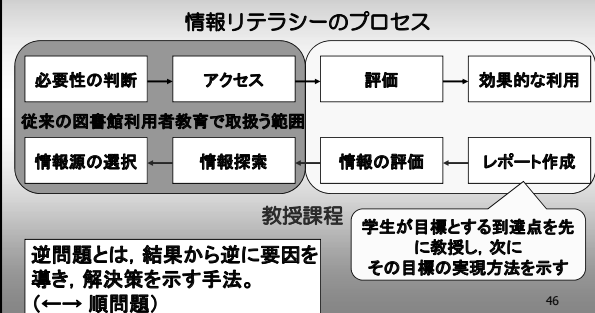 情報リテラシーのプロセス
必要性の判断
アクセス
評価
効果的な利用
従来の図書館利用者教育で取扱う範囲
情報源の選択
情報探索
情報の評価
レポート作成
教授課程
学生が目標とする到達点を先
に教授し, 次に
その目標の実現方法を示す
逆問題とは, 結果から逆に要因を
導き, 解決策を示す手法。
(←→ 順問題)
46